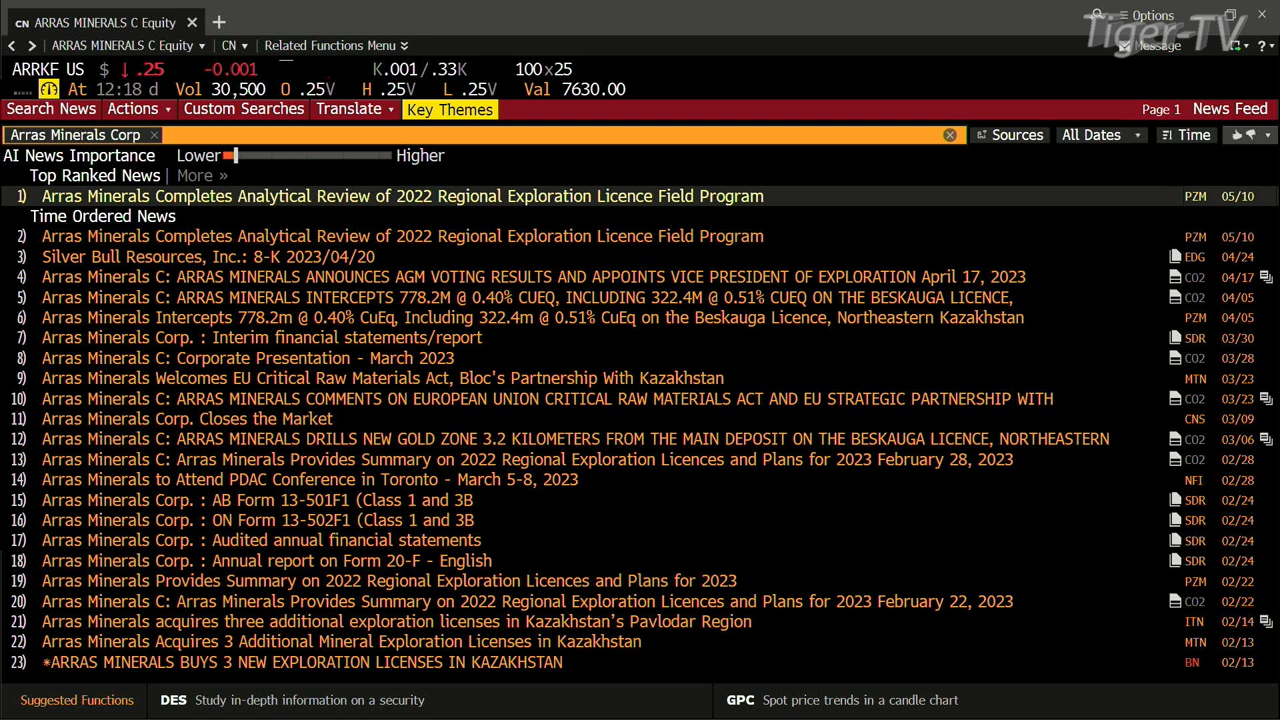 CN ARRAS MINERALS C Equity × +
Options
Tiger-TV
< > ARRAS MINERALS C Equity ▾ CN ▾ Related Functions Menu
Message
? ▾
ARRKF US $ ↓ .25 -0.001 K.001/.33K 100x25
At 12:18 d Vol 30,500 O .25V H .25V L .25V Val 7630.00
Search News Actions ▾ Custom Searches Translate ▾ Key Themes Page 1 News Feed
Arras Minerals Corp × Sources All Dates ▾ Time
AI News Importance Lower Higher
Top Ranked News | More »
1) Arras Minerals Completes Analytical Review of 2022 Regional Exploration Licence Field Program PZM 05/10
Time Ordered News
2) Arras Minerals Completes Analytical Review of 2022 Regional Exploration Licence Field Program PZM 05/10
3) Silver Bull Resources, Inc.: 8-K 2023/04/20 EDG 04/24
4) Arras Minerals C: ARRAS MINERALS ANNOUNCES AGM VOTING RESULTS AND APPOINTS VICE PRESIDENT OF EXPLORATION April 17, 2023 CO2 04/17
5) Arras Minerals C: ARRAS MINERALS INTERCEPTS 778.2M @ 0.40% CUEQ, INCLUDING 322.4M @ 0.51% CUEQ ON THE BESKAUGA LICENCE, CO2 04/05
6) Arras Minerals Intercepts 778.2m @ 0.40% CuEq, Including 322.4m @ 0.51% CuEq on the Beskauga Licence, Northeastern Kazakhstan PZM 04/05
7) Arras Minerals Corp. : Interim financial statements/report SDR 03/30
8) Arras Minerals C: Corporate Presentation - March 2023 CO2 03/28
9) Arras Minerals Welcomes EU Critical Raw Materials Act, Bloc's Partnership With Kazakhstan MTN 03/23
10) Arras Minerals C: ARRAS MINERALS COMMENTS ON EUROPEAN UNION CRITICAL RAW MATERIALS ACT AND EU STRATEGIC PARTNERSHIP WITH CO2 03/23
11) Arras Minerals Corp. Closes the Market CNS 03/09
12) Arras Minerals C: ARRAS MINERALS DRILLS NEW GOLD ZONE 3.2 KILOMETERS FROM THE MAIN DEPOSIT ON THE BESKAUGA LICENCE, NORTHEASTERN CO2 03/06
13) Arras Minerals C: Arras Minerals Provides Summary on 2022 Regional Exploration Licences and Plans for 2023 February 28, 2023 CO2 02/28
14) Arras Minerals to Attend PDAC Conference in Toronto - March 5-8, 2023 NFI 02/28
15) Arras Minerals Corp. : AB Form 13-501F1 (Class 1 and 3B SDR 02/24
16) Arras Minerals Corp. : ON Form 13-502F1 (Class 1 and 3B SDR 02/24
17) Arras Minerals Corp. : Audited annual financial statements SDR 02/24
18) Arras Minerals Corp. : Annual report on Form 20-F - English SDR 02/24
19) Arras Minerals Provides Summary on 2022 Regional Exploration Licences and Plans for 2023 PZM 02/22
20) Arras Minerals C: Arras Minerals Provides Summary on 2022 Regional Exploration Licences and Plans for 2023 February 22, 2023 CO2 02/22
21) Arras Minerals acquires three additional exploration licenses in Kazakhstan's Pavlodar Region ITN 02/14
22) Arras Minerals Acquires 3 Additional Mineral Exploration Licenses in Kazakhstan MTN 02/13
23) *ARRAS MINERALS BUYS 3 NEW EXPLORATION LICENSES IN KAZAKHSTAN BN 02/13
Suggested Functions DES Study in-depth information on a security GPC Spot price trends in a candle chart